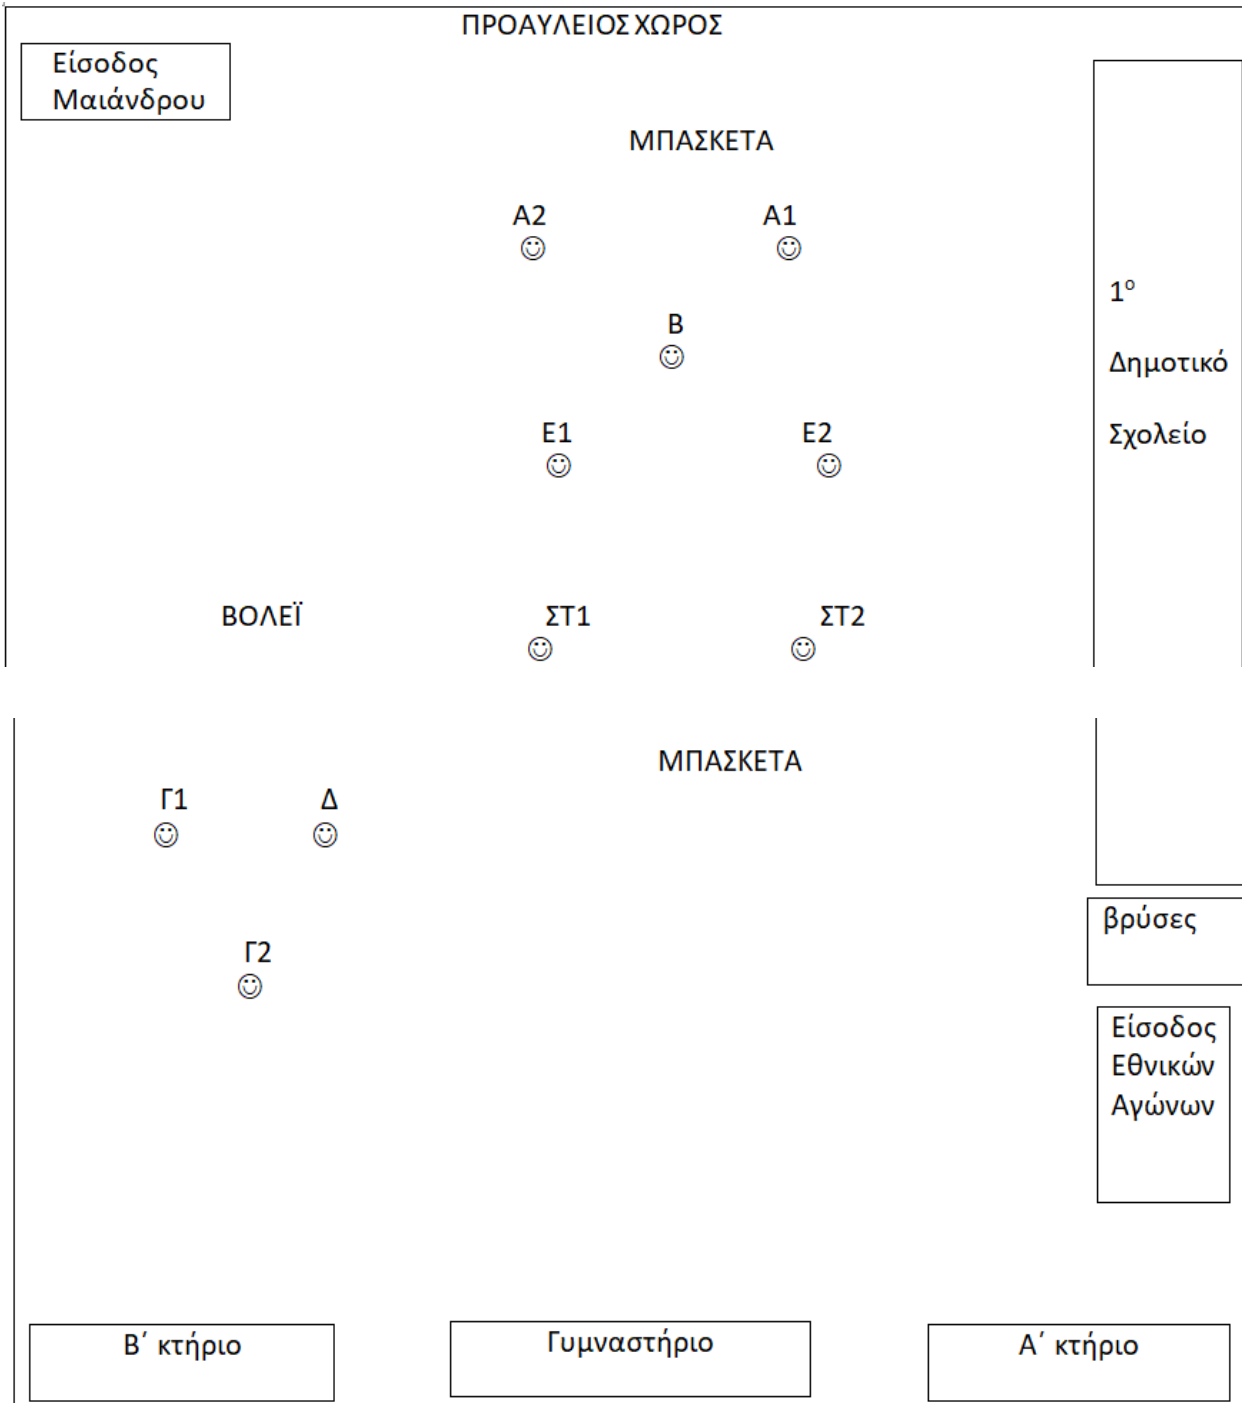 ΠΡΟΑΥΛΕΙΟΣ ΧΩΡΟΣ
Είσοδος
Μαιάνδρου
ΜΠΑΣΚΕΤΑ
Α2 Α1
Β
1ο
Δημοτικό
Σχολείο
Ε1 Ε2
ΒΟΛΕΪ ΣΤ1 ΣΤ2
ΜΠΑΣΚΕΤΑ
Γ1 Δ
βρύσες
Γ2
Είσοδος
Εθνικών
Αγώνων
Β΄ κτήριο Γυμναστήριο Α΄ κτήριο